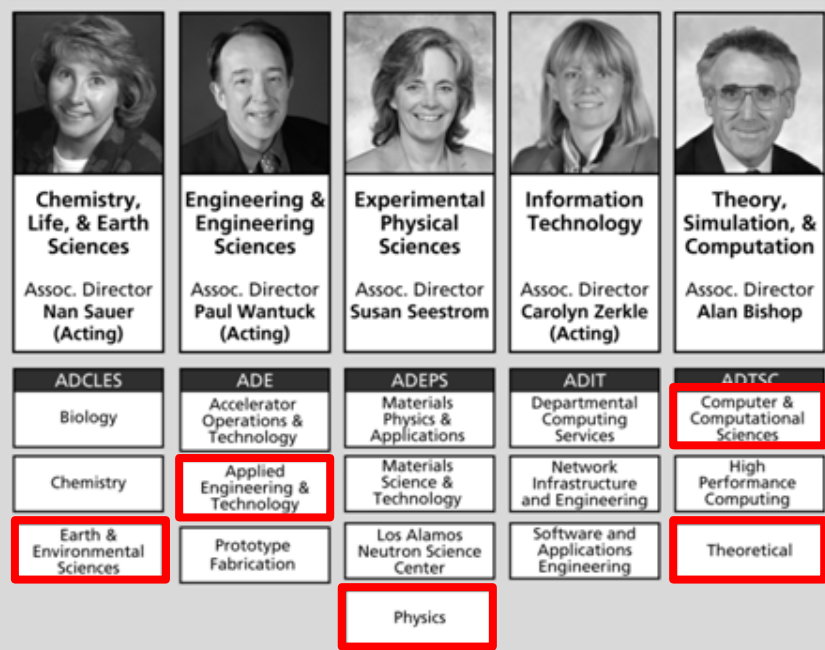 Chemistry,
Life, & Earth
Sciences
Assoc. Director
Nan Sauer
(Acting)
Engineering &
Engineering
Sciences
Assoc. Director
Paul Wantuck
(Acting)
Experimental
Physical
Sciences
Assoc. Director
Susan Seestrom
Information
Technology
Assoc. Director
Carolyn Zerkle
(Acting)
Theory,
Simulation, &
Computation
Assoc. Director
Alan Bishop
ADCLES
Biology
Chemistry
Earth &
Environmental
Sciences
ADE
Accelerator
Operations &
Technology
Applied
Engineering &
Technology
Prototype
Fabrication
ADEPS
Materials
Physics &
Applications
Materials
Science &
Technology
Los Alamos
Neutron Science
Center
Physics
ADIT
Departmental
Computing
Services
Network
Infrastructure
and Engineering
Software and
Applications
Engineering
ADTSC
Computer &
Computational
Sciences
High
Performance
Computing
Theoretical